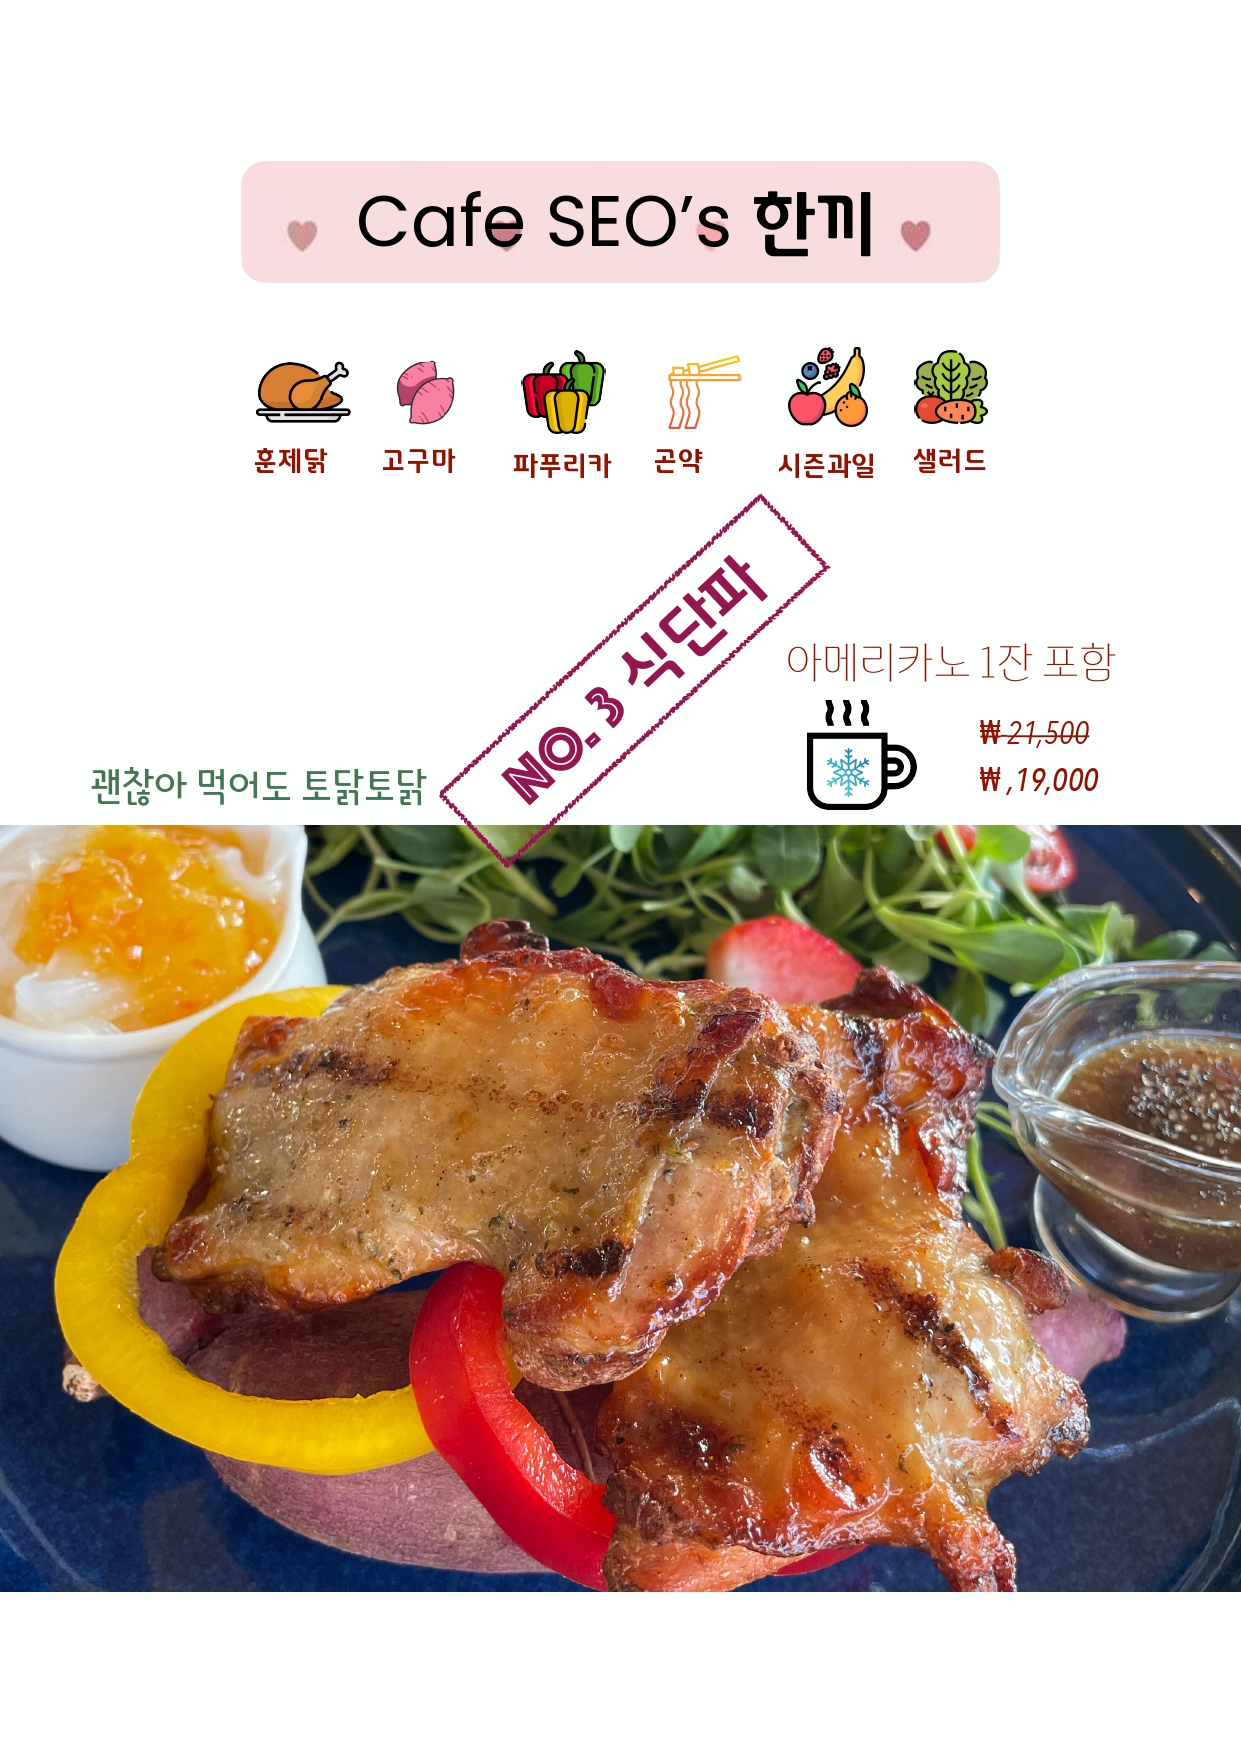 Cafe SEO’s 한끼
훈제닭 고구마 파푸리카 곤약 시즌과일 샐러드
NO. 3 식단파
아메리카노 1잔 포함
₩ 21,500
₩ ,19,000
괜찮아 먹어도 토닭토닭